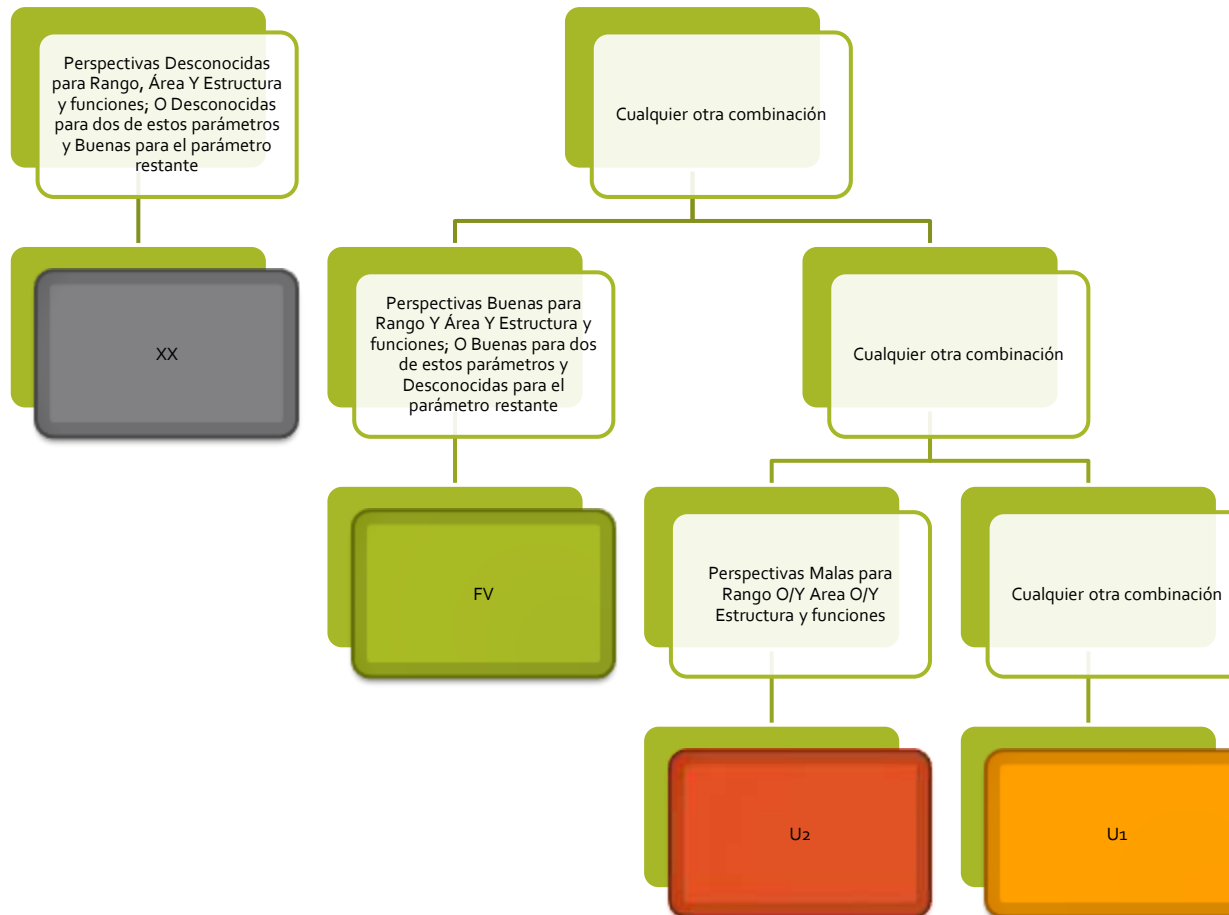 Perspectivas Desconocidas
para Rango, Área Y Estructura
y funciones; O Desconocidas
para dos de estos parámetros
y Buenas para el parámetro
restante
Cualquier otra combinación
XX
Perspectivas Buenas para
Rango Y Área Y Estructura y
funciones; O Buenas para dos
de estos parámetros y
Desconocidas para el
parámetro restante
Cualquier otra combinación
FV
Perspectivas Malas para
Rango O/Y Area O/Y
Estructura y funciones
Cualquier otra combinación
U2
U1